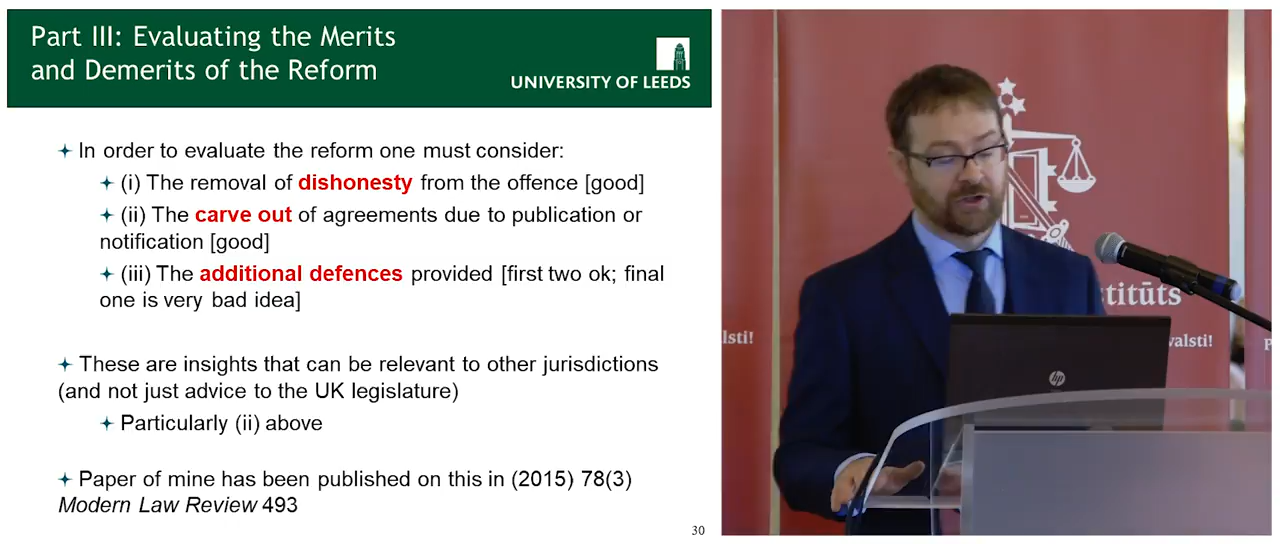 Part III: Evaluating the Merits
and Demerits of the Reform
UNIVERSITY OF LEEDS
In order to evaluate the reform one must consider:
(i) The removal of dishonesty from the offence [good]
(ii) The carve out of agreements due to publication or
notification [good]
(iii) The additional defences provided [first two ok; final
one is very bad idea]
These are insights that can be relevant to other jurisdictions
(and not just advice to the UK legislature)
Particularly (ii) above
Paper of mine has been published on this in (2015) 78(3)
Modern Law Review 493
30
titūts
lsti!
valsti!
hp